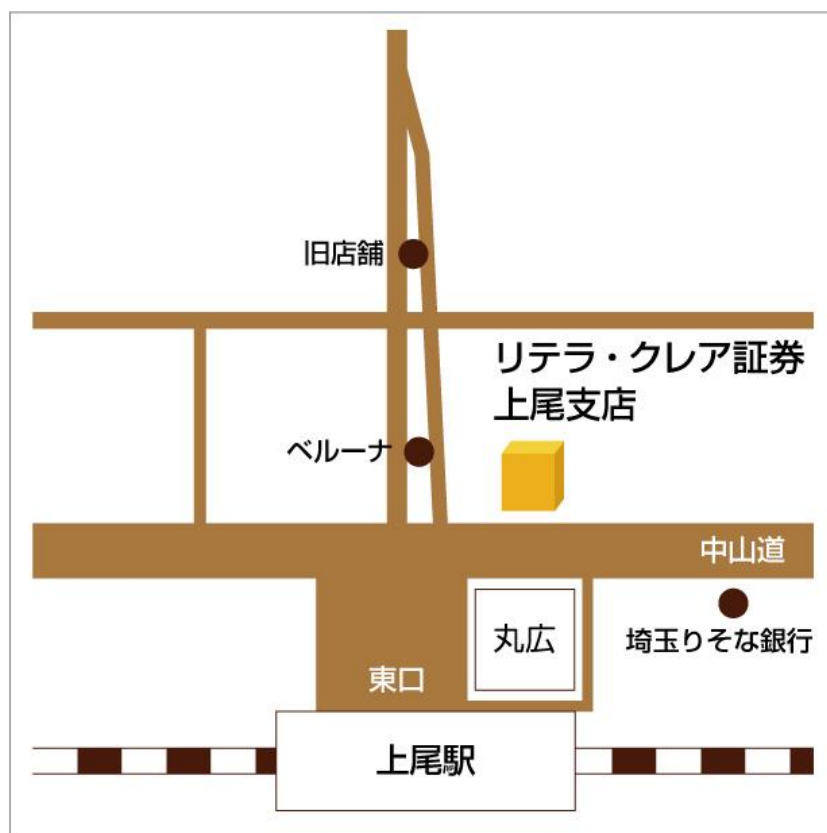 旧店舗
リテラ・クレア証券
上尾支店
ベルーナ
中山道
丸広
埼玉りそな銀行
東口
上尾駅